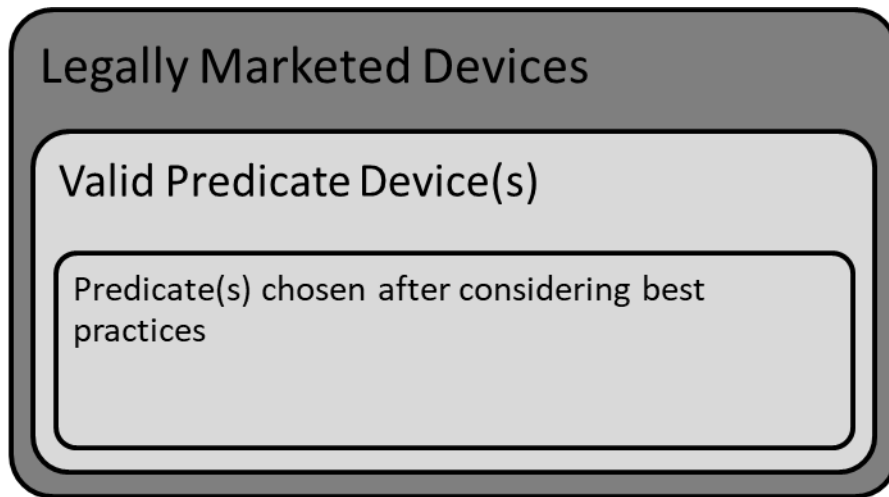 Legally Marketed Devices
Valid Predicate Device(s)
Predicate(s) chosen after considering best
practices